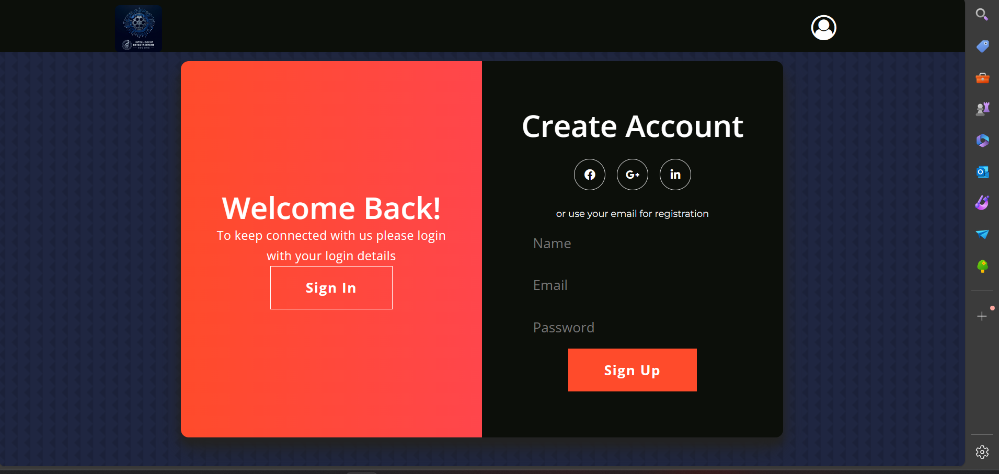 INTELLIGENT
ENTERTAINMENT
BOOKING
Welcome Back!
To keep connected with us please login
with your login details
Sign In
Create Account
G+
in
or use your email for registration
Name
Email
Password
Sign Up